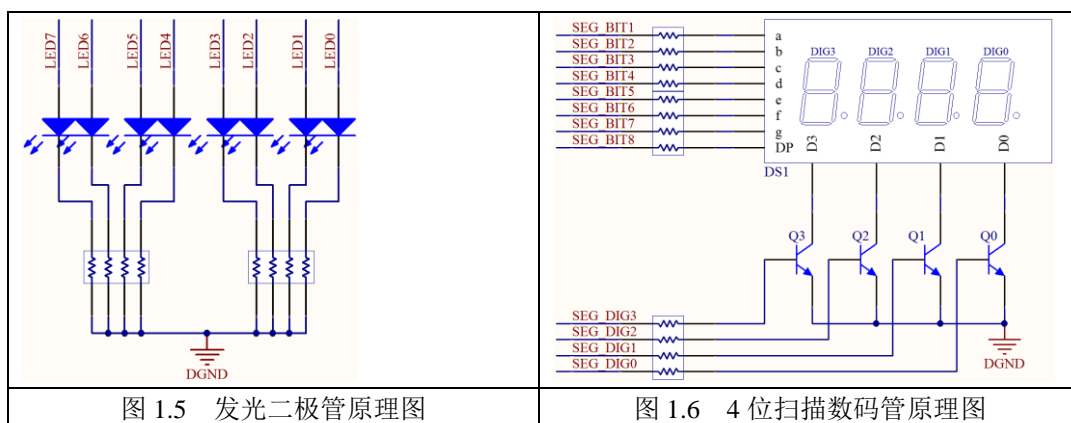 LED7
LED6
LED5
LED4
LED3
LED2
LED1
LED0
DGND
图 1.5 发光二极管原理图
SEG_BIT1
SEG_BIT2
SEG_BIT3
SEG_BIT4
SEG_BIT5
SEG_BIT6
SEG_BIT7
SEG_BIT8
a
b
c
d
e
f
g
DP
DIG3
DIG2
DIG1
DIG0
D3
D2
D1
D0
DS1
Q3
Q2
Q1
Q0
SEG_DIG3
SEG_DIG2
SEG_DIG1
SEG_DIG0
DGND
图 1.6 4 位扫描数码管原理图